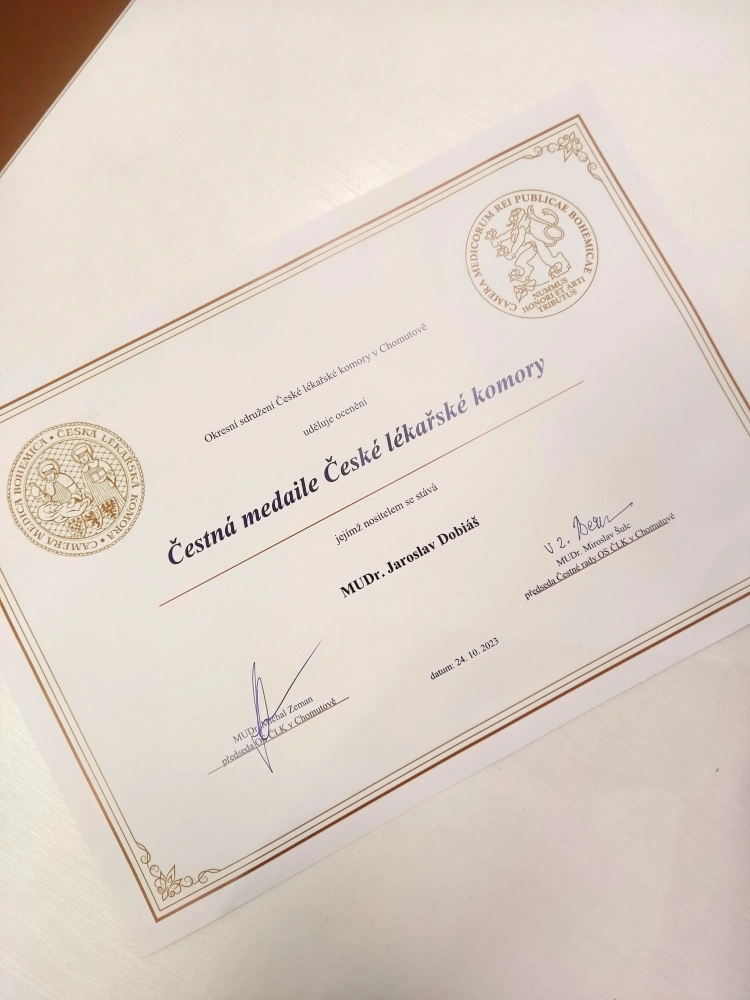 CAMERA MEDICORUM REI PUBLICAE BOHEMICAE
NUMMUS
HONORI ET ARTI
TRIBUTUS
ČESKÁ LÉKAŘSKÁ KOMORA • CAMERA MEDICA BOHEMICA •
Okresní sdružení České lékařské komory v Chomutově
uděluje ocenění
Čestná medaile České lékařské komory
jejímž nositelem se stává
MUDr. Jaroslav Dobiáš
v z.
MUDr. Miroslav Šulc
předseda Čestné rady OS ČLK v Chomutově
datum: 24. 10. 2023
MUDr. Michal Zeman
předseda OS ČLK v Chomutově